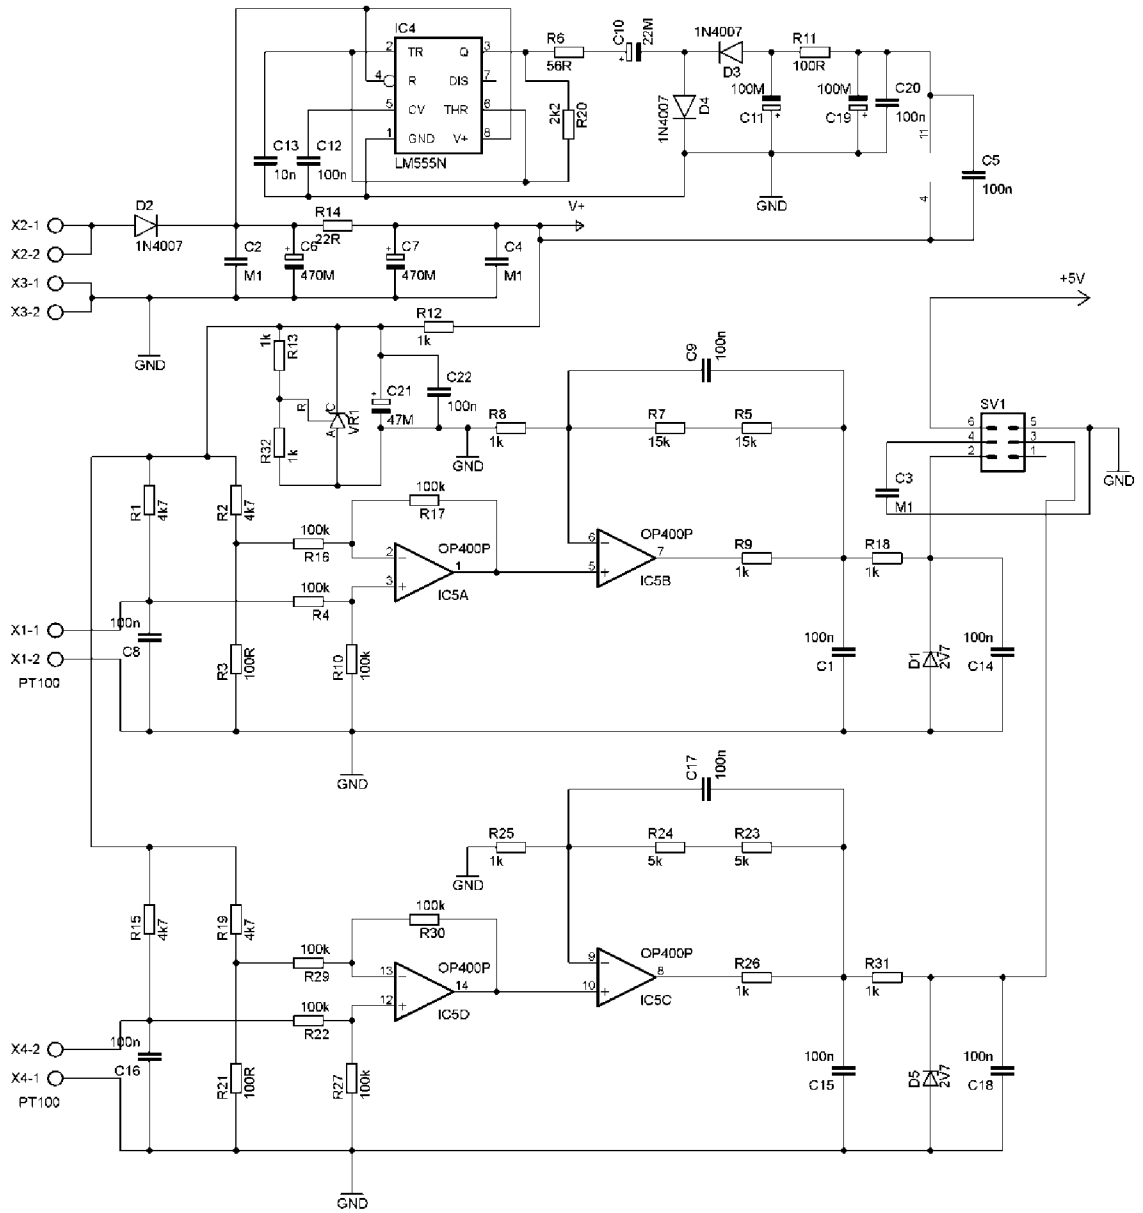 IC4
2 TR Q 3
4 R DIS 7
5 CV THR 6
1 GND V+ 8
LM555N
R6
56R
C10
22M
+
1N4007
D3
R11
100R
1N4007
D4
100M
C11 +
100M
C19 +
C20
100n
11
4
C5
100n
2k2
R20
C13
10n
C12
100n
GND
X2-1
X2-2
X3-1
X3-2
D2
1N4007
R14
22R
V+
C2
M1
+ C6
470M
+ C7
470M
C4
M1
GND
+5V
R12
1k
1k
R13
R
C
A
VR1
R32
1k
+ C21
47M
C22
100n
GND
R8
1k
C9
100n
R7
15k
R5
15k
SV1
6 5
4 3
2 1
GND
C3
M1
R1
4k7
R2
4k7
100k
R17
100k
R16
100k
R4
OP400P
2 −
3 +
1
IC5A
OP400P
6 −
5 +
7
IC5B
R9
1k
R18
1k
X1-1
X1-2
PT100
100n
C8
R3
100R
R10
100k
100n
C1
D1
2V7
100n
C14
GND
C17
100n
R25
1k
R24
5k
R23
5k
GND
R15
4k7
R19
4k7
100k
R30
100k
R29
100k
R22
OP400P
13 −
12 +
14
IC5D
OP400P
9 −
10 +
8
IC5C
R26
1k
R31
1k
X4-2
X4-1
PT100
100n
C16
R21
100R
R27
100k
100n
C15
D5
2V7
100n
C18
GND